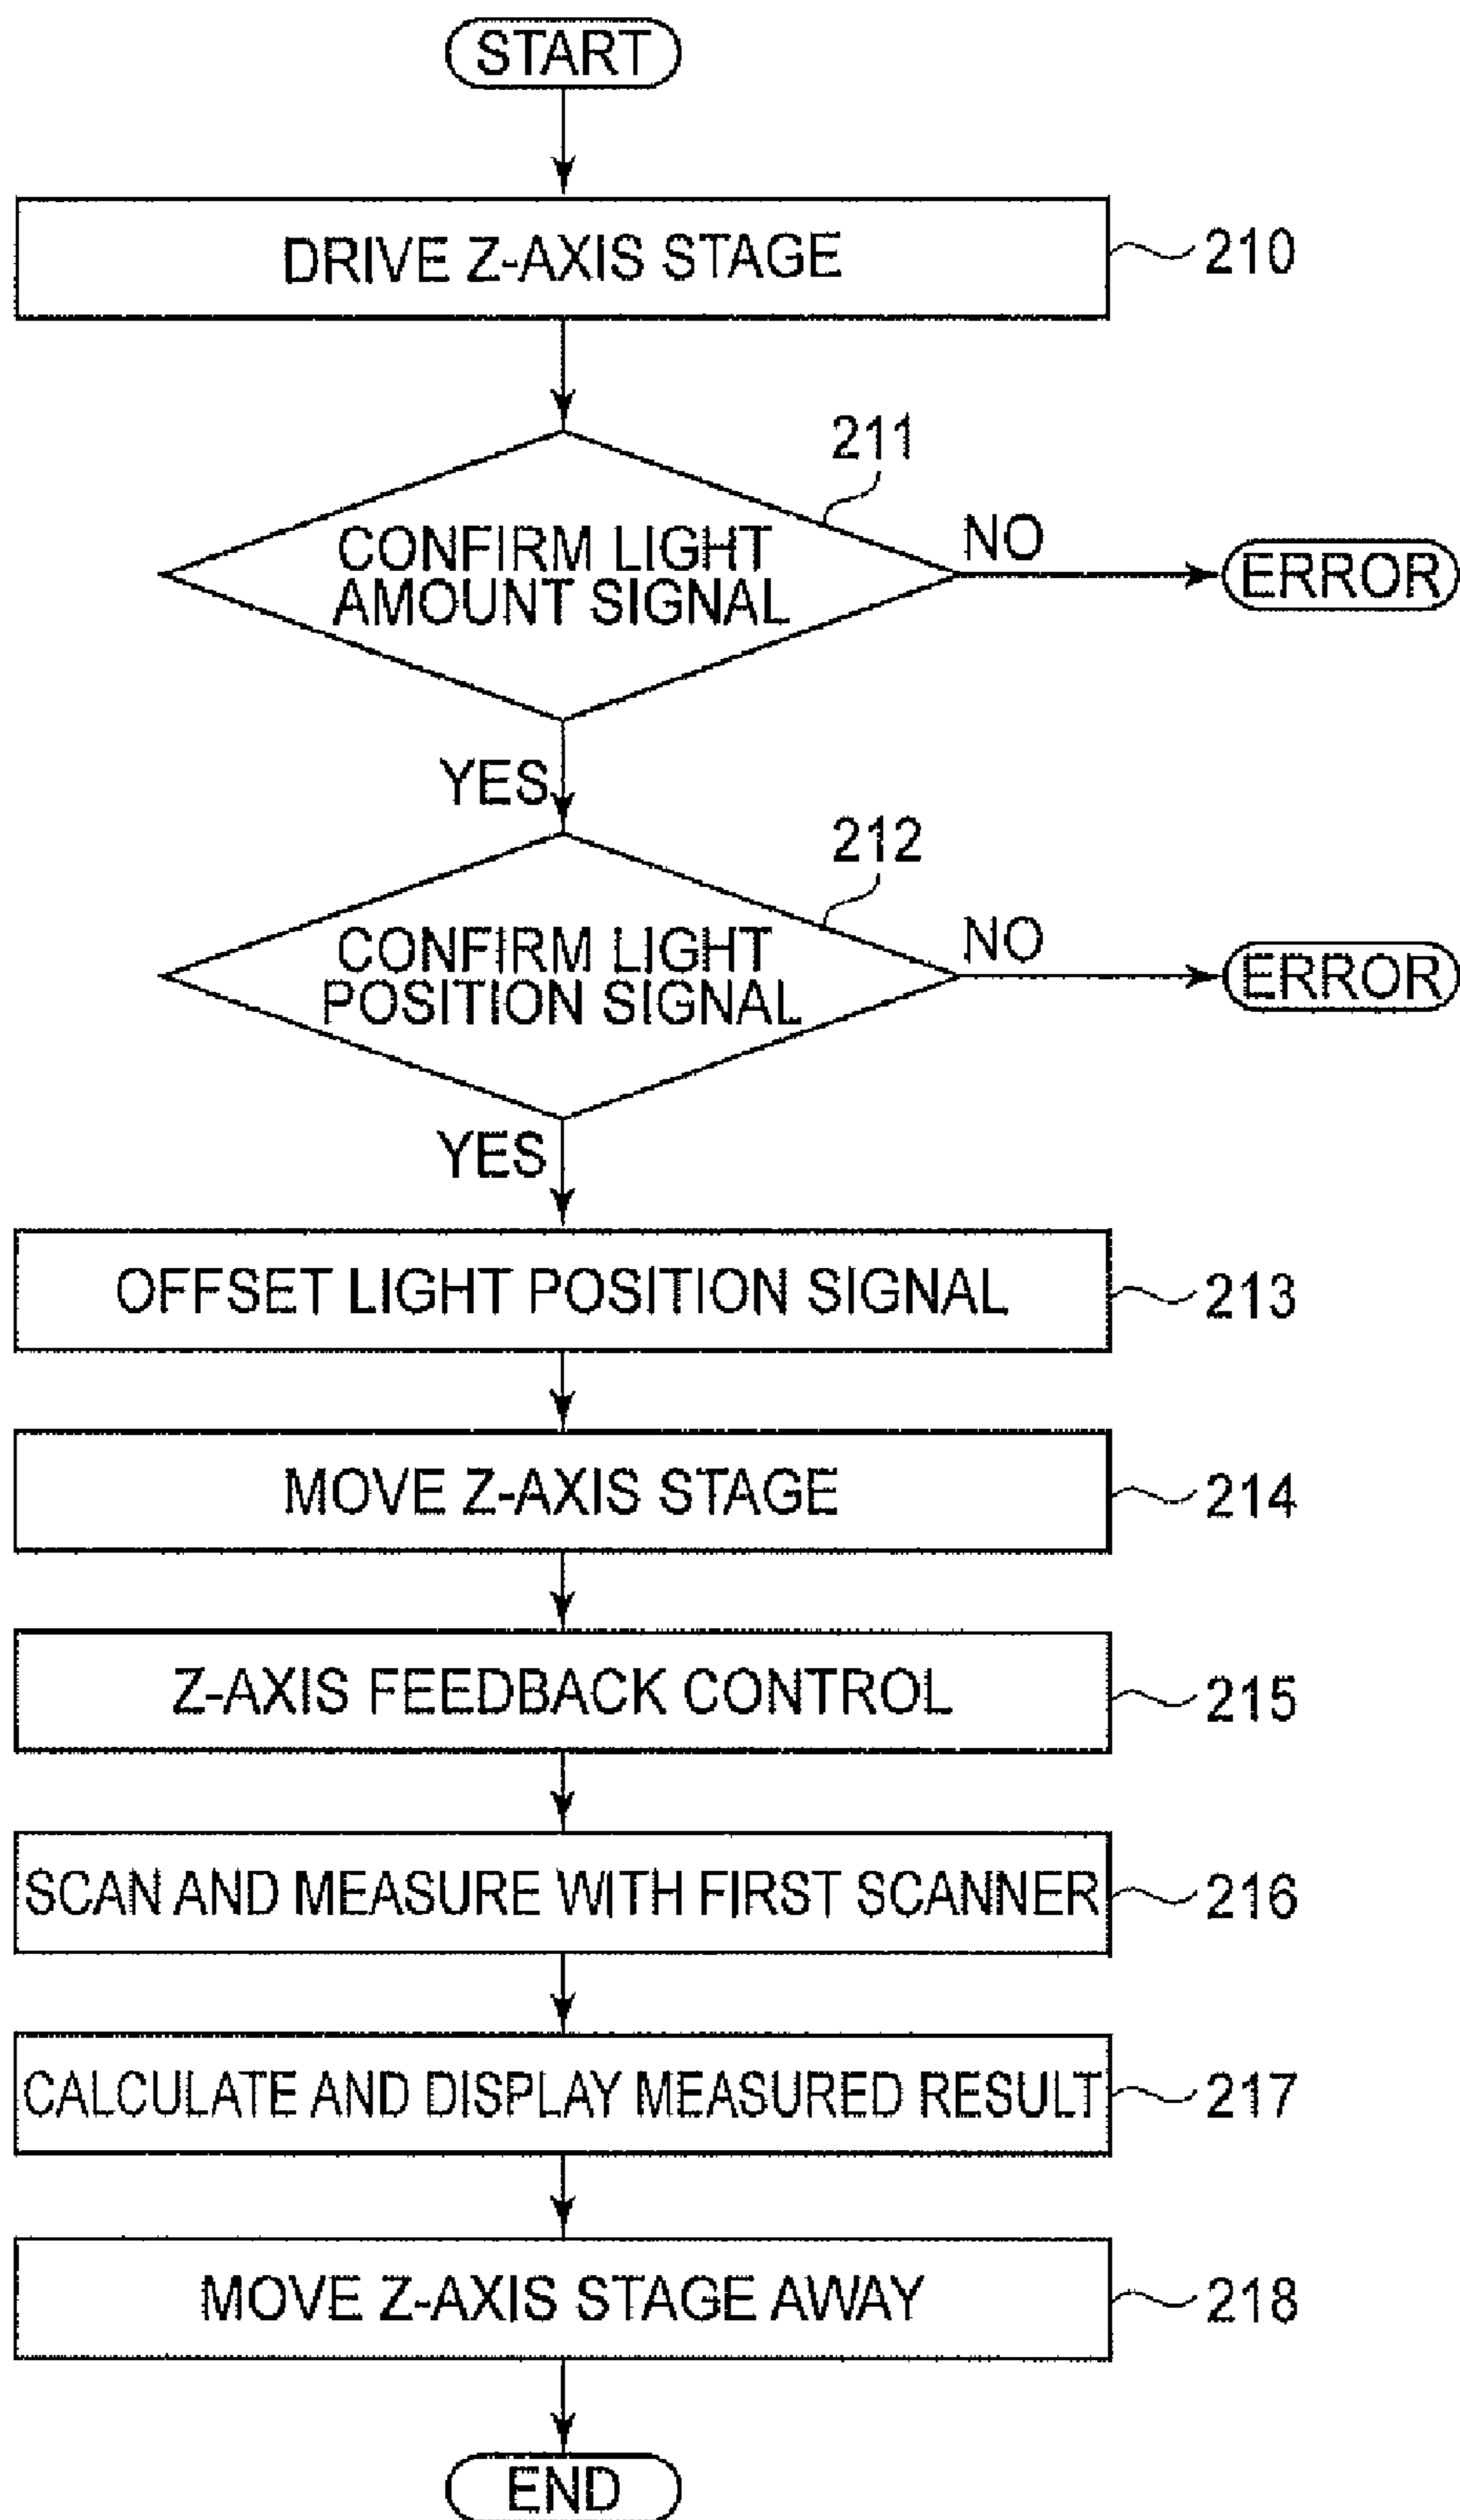 START
DRIVE Z-AXIS STAGE
210
211
CONFIRM LIGHT
AMOUNT SIGNAL
NO
ERROR
YES
212
CONFIRM LIGHT
POSITION SIGNAL
NO
ERROR
YES
OFFSET LIGHT POSITION SIGNAL
213
MOVE Z-AXIS STAGE
214
Z-AXIS FEEDBACK CONTROL
215
SCAN AND MEASURE WITH FIRST SCANNER
216
CALCULATE AND DISPLAY MEASURED RESULT
217
MOVE Z-AXIS STAGE AWAY
218
END